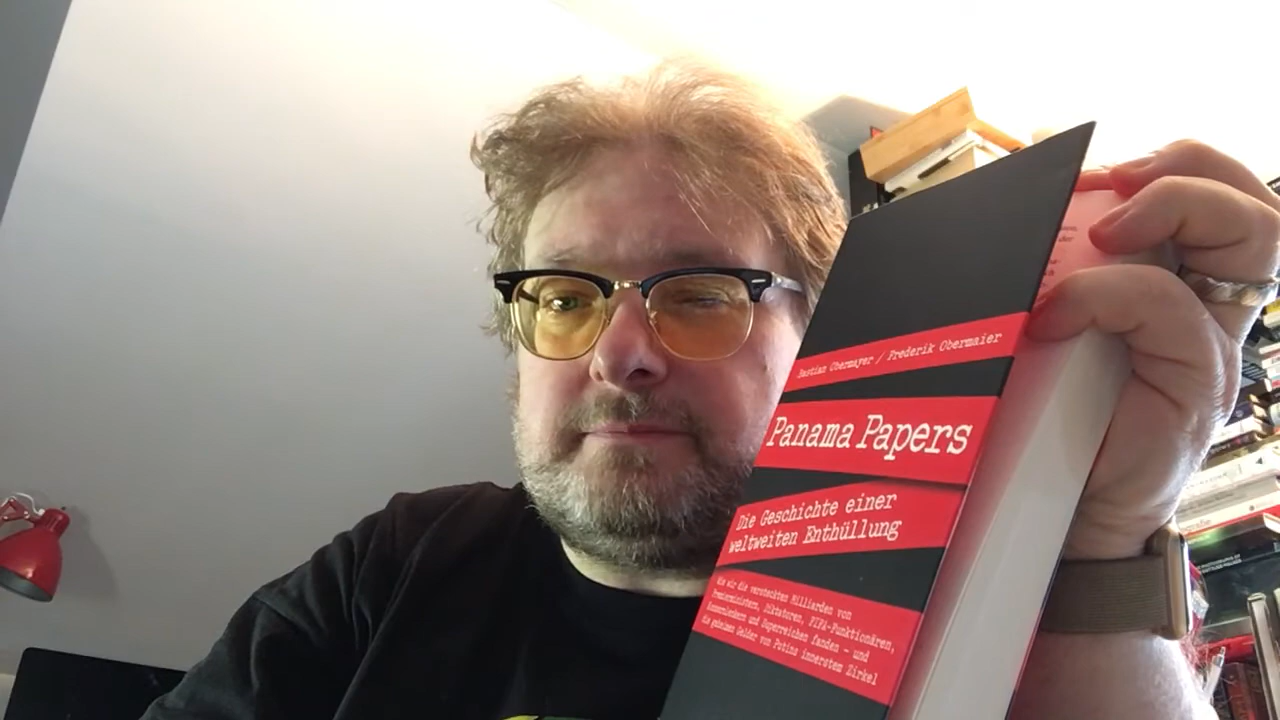 Bastian Obermayer / Frederik Obermaier
Panama Papers
Die Geschichte einer
weltweiten Enthüllung
Wie wir die versteckten Milliarden von
Premierministern, Diktatoren, FIFA-Funktionären,
Konzernlenkern und Superreichen fanden – und
die geheimen Gelder von Putins innerstem Zirkel